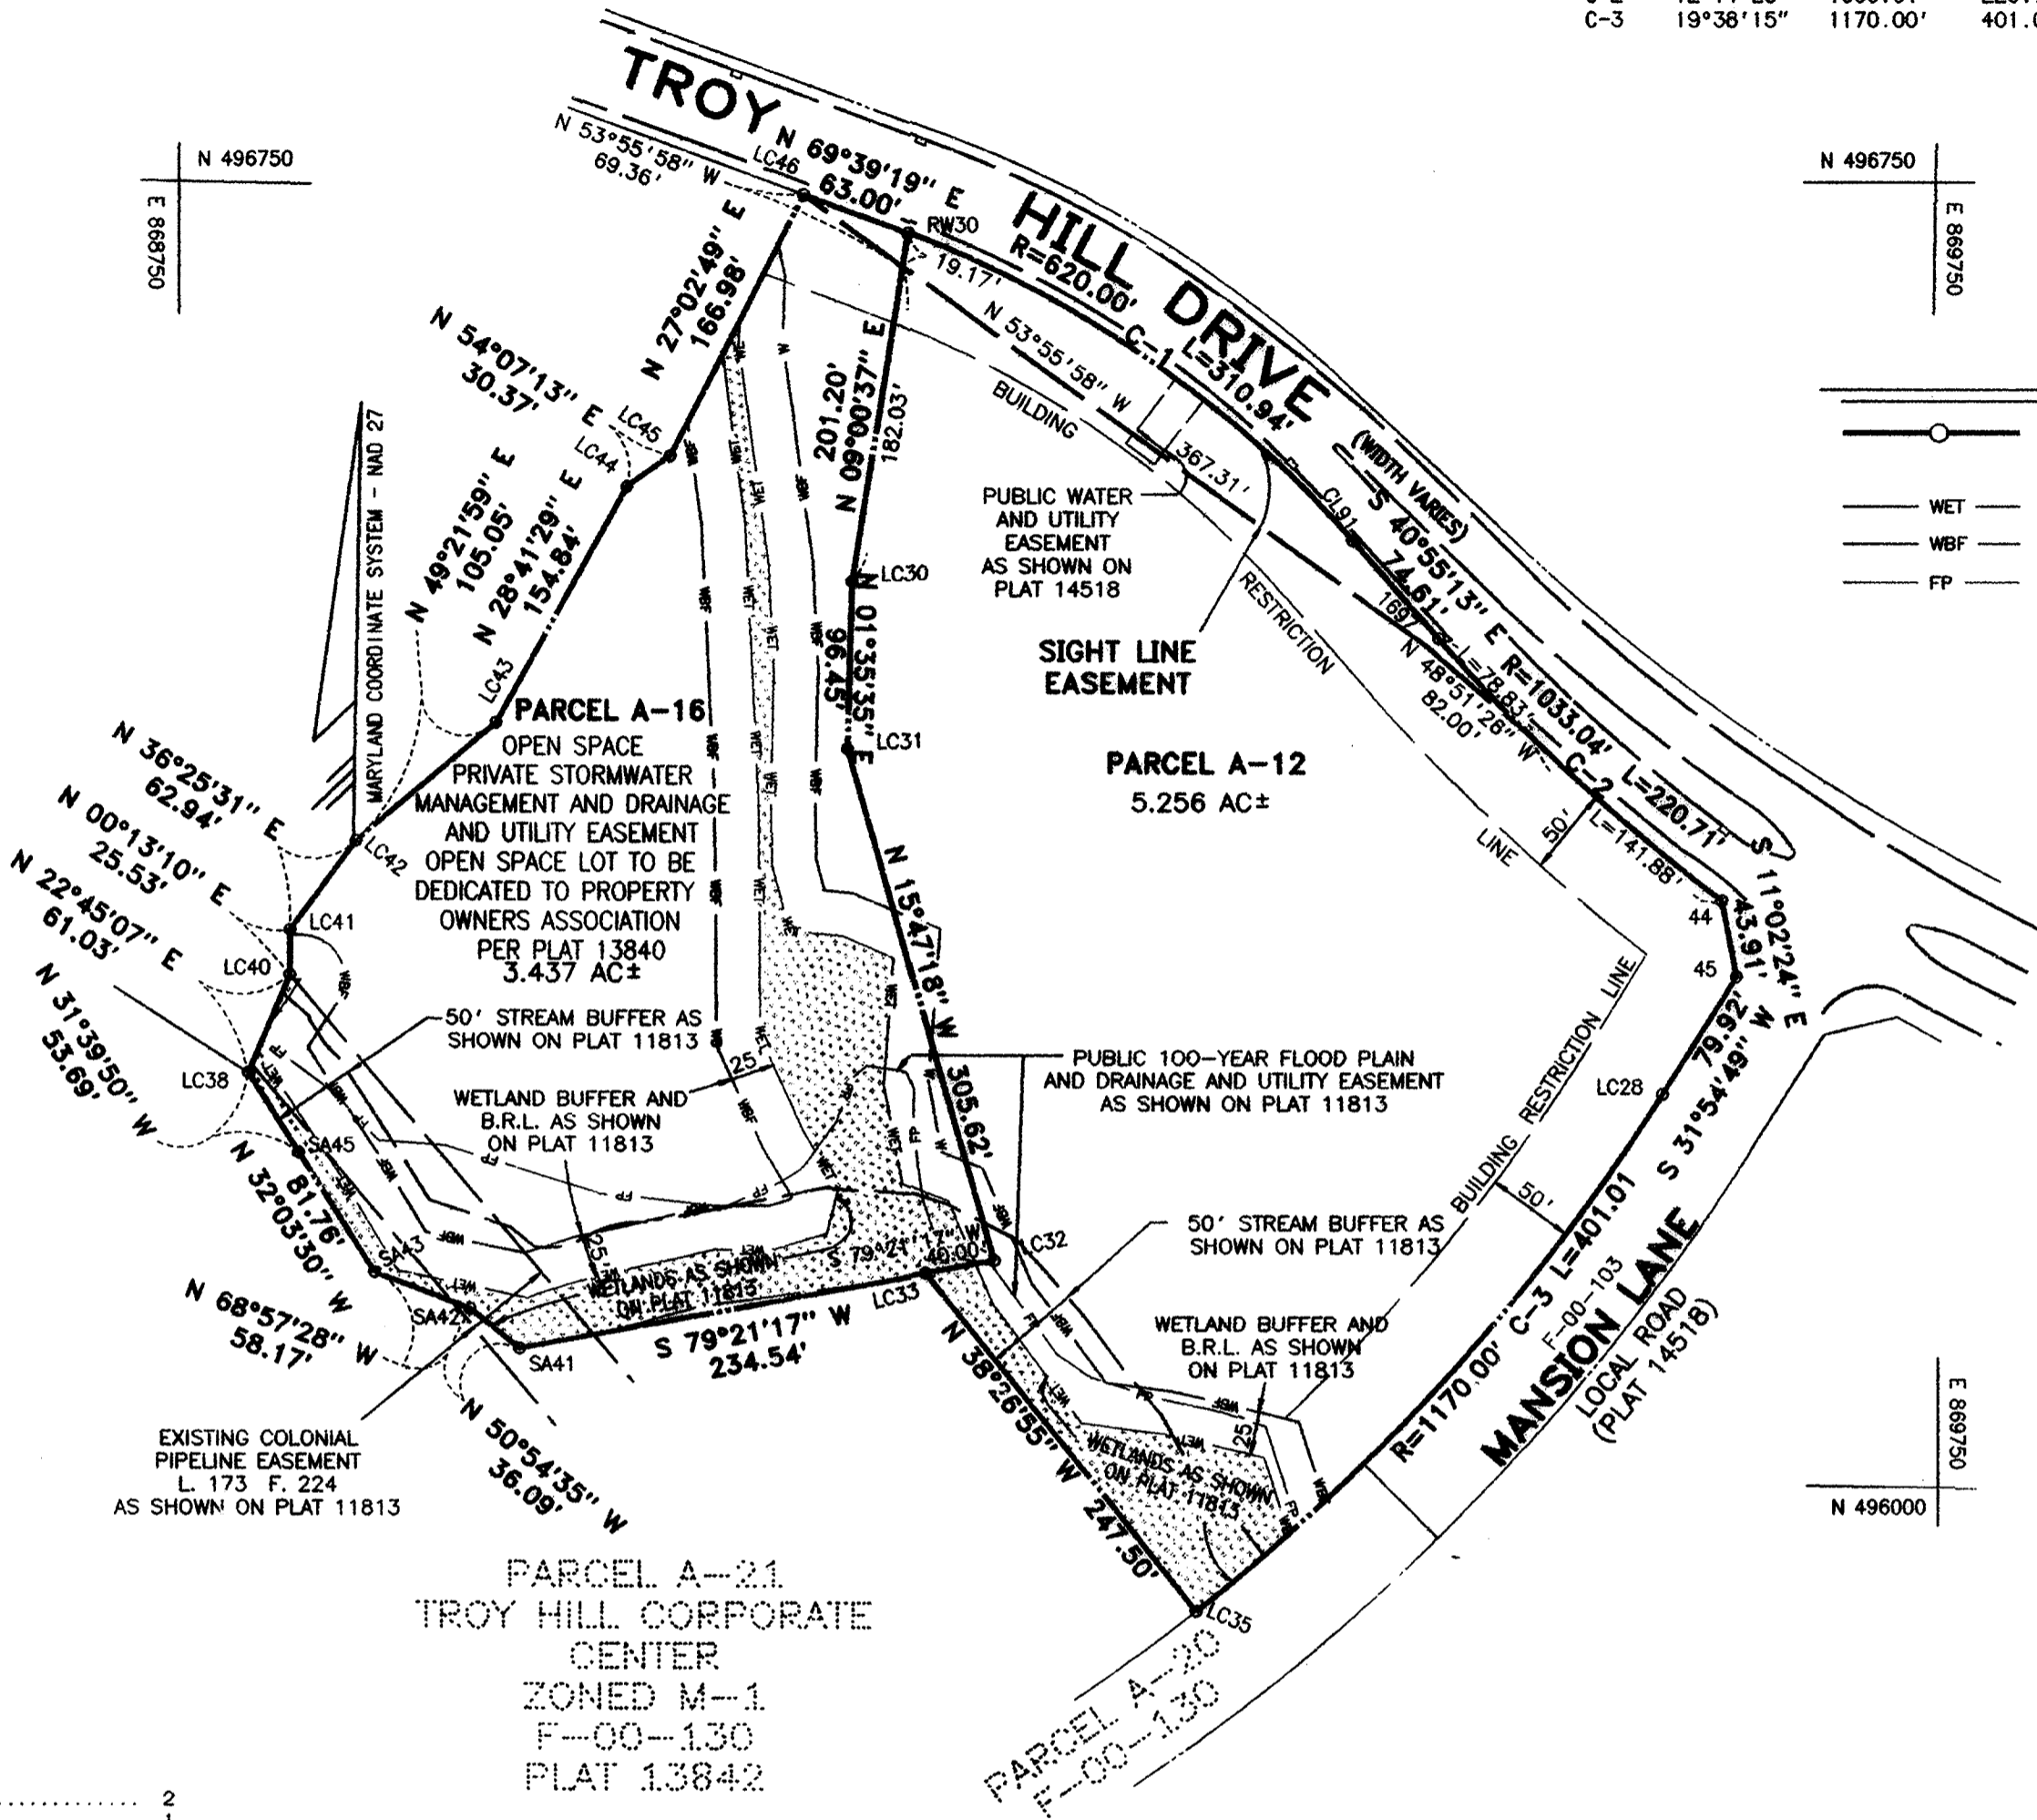 C-3 19°38'15" 1170.00'
TROY HILL DRIVE
(WIDTH VARIES)
N 53°55'58" W
69.36'
LC46
N 69°39'19" E
63.00'
RW30
N 496750
E 868750
N 496750
E 869750
R=620.00'
C-1
L=310.94'
19.17'
N 53°55'58" W
367.31'
N 27°02'49" E
166.98'
N 54°07'13" E
30.37'
LC45
LC44
N 49°21'59" E
105.05'
N 28°41'29" E
154.84'
LC43
201.20'
N 09°00'37" E
182.03'
BUILDING
RESTRICTION
LINE
PUBLIC WATER
AND UTILITY
EASEMENT
AS SHOWN ON
PLAT 14518
SIGHT LINE
EASEMENT
CL91
S 40°55'13" E
74.61'
1697
L=78.83'
N 48°51'28" W
82.00'
R=1033.04'
C-2
L=220.71'
L=141.88'
50'
WET
WBF
FP
LC30
N 01°35'35" E
96.45'
LC31
MARYLAND COORDINATE SYSTEM - NAD 27
PARCEL A-16
OPEN SPACE
PRIVATE STORMWATER
MANAGEMENT AND DRAINAGE
AND UTILITY EASEMENT
OPEN SPACE LOT TO BE
DEDICATED TO PROPERTY
OWNERS ASSOCIATION
PER PLAT 13840
3.437 AC±
PARCEL A-12
5.256 AC±
N 36°25'31" E
62.94'
LC42
N 00°13'10" E
25.53'
LC41
N 22°45'07" E
61.03'
LC40
N 31°39'50" W
53.69'
LC38
N 15°47'18" W
305.62'
44
S 11°02'24" E
43.91'
45
79.92'
S 31°54'49" W
LC28
50' STREAM BUFFER AS
SHOWN ON PLAT 11813
25'
WETLAND BUFFER AND
B.R.L. AS SHOWN
ON PLAT 11813
PUBLIC 100-YEAR FLOOD PLAIN
AND DRAINAGE AND UTILITY EASEMENT
AS SHOWN ON PLAT 11813
BUILDING RESTRICTION LINE
50'
SA45
N 32°03'30" W
81.76'
SA43
N 68°57'28" W
58.17'
SA42
SA41
25'
WETLANDS AS SHOWN
ON PLAT 11813
S 79°21'17" W
40.00'
LC32
LC33
S 79°21'17" W
234.54'
50' STREAM BUFFER AS
SHOWN ON PLAT 11813
WETLAND BUFFER AND
B.R.L. AS SHOWN
ON PLAT 11813
25'
WETLANDS AS SHOWN
ON PLAT 11813
N 38°26'55" W
247.50'
LC35
R=1170.00' C-3 L=401.01
F-00-103
MANSION LANE
LOCAL ROAD
(PLAT 14518)
E 869750
N 496000
EXISTING COLONIAL
PIPELINE EASEMENT
L. 173 F. 224
AS SHOWN ON PLAT 11813
N 50°54'35" W
36.09'
PARCEL A-21
TROY HILL CORPORATE
CENTER
ZONED M-1
F-00-130
PLAT 13842
PARCEL A-20
F-00-130
2